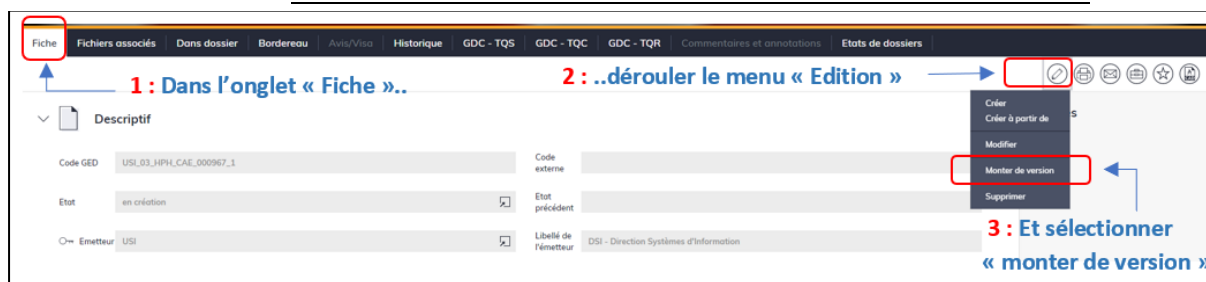 Fiche Fichiers associés Dans dossier Bordereau Avis/Visa Historique GDC - TQS GDC - TQC GDC - TQR Commentaires et annotations Etats de dossiers
1 : Dans l’onglet « Fiche »..
2 : ..dérouler le menu « Edition »
Descriptif
Créer
Créer à partir de
Modifier
Monter de version
Supprimer
Code GED USI_03_HPH_CAE_000967_1 Code externe
Etat en création Etat précédent
Emetteur USI Libellé de l'émetteur DSI - Direction Systèmes d'Information
3 : Et sélectionner
« monter de version »